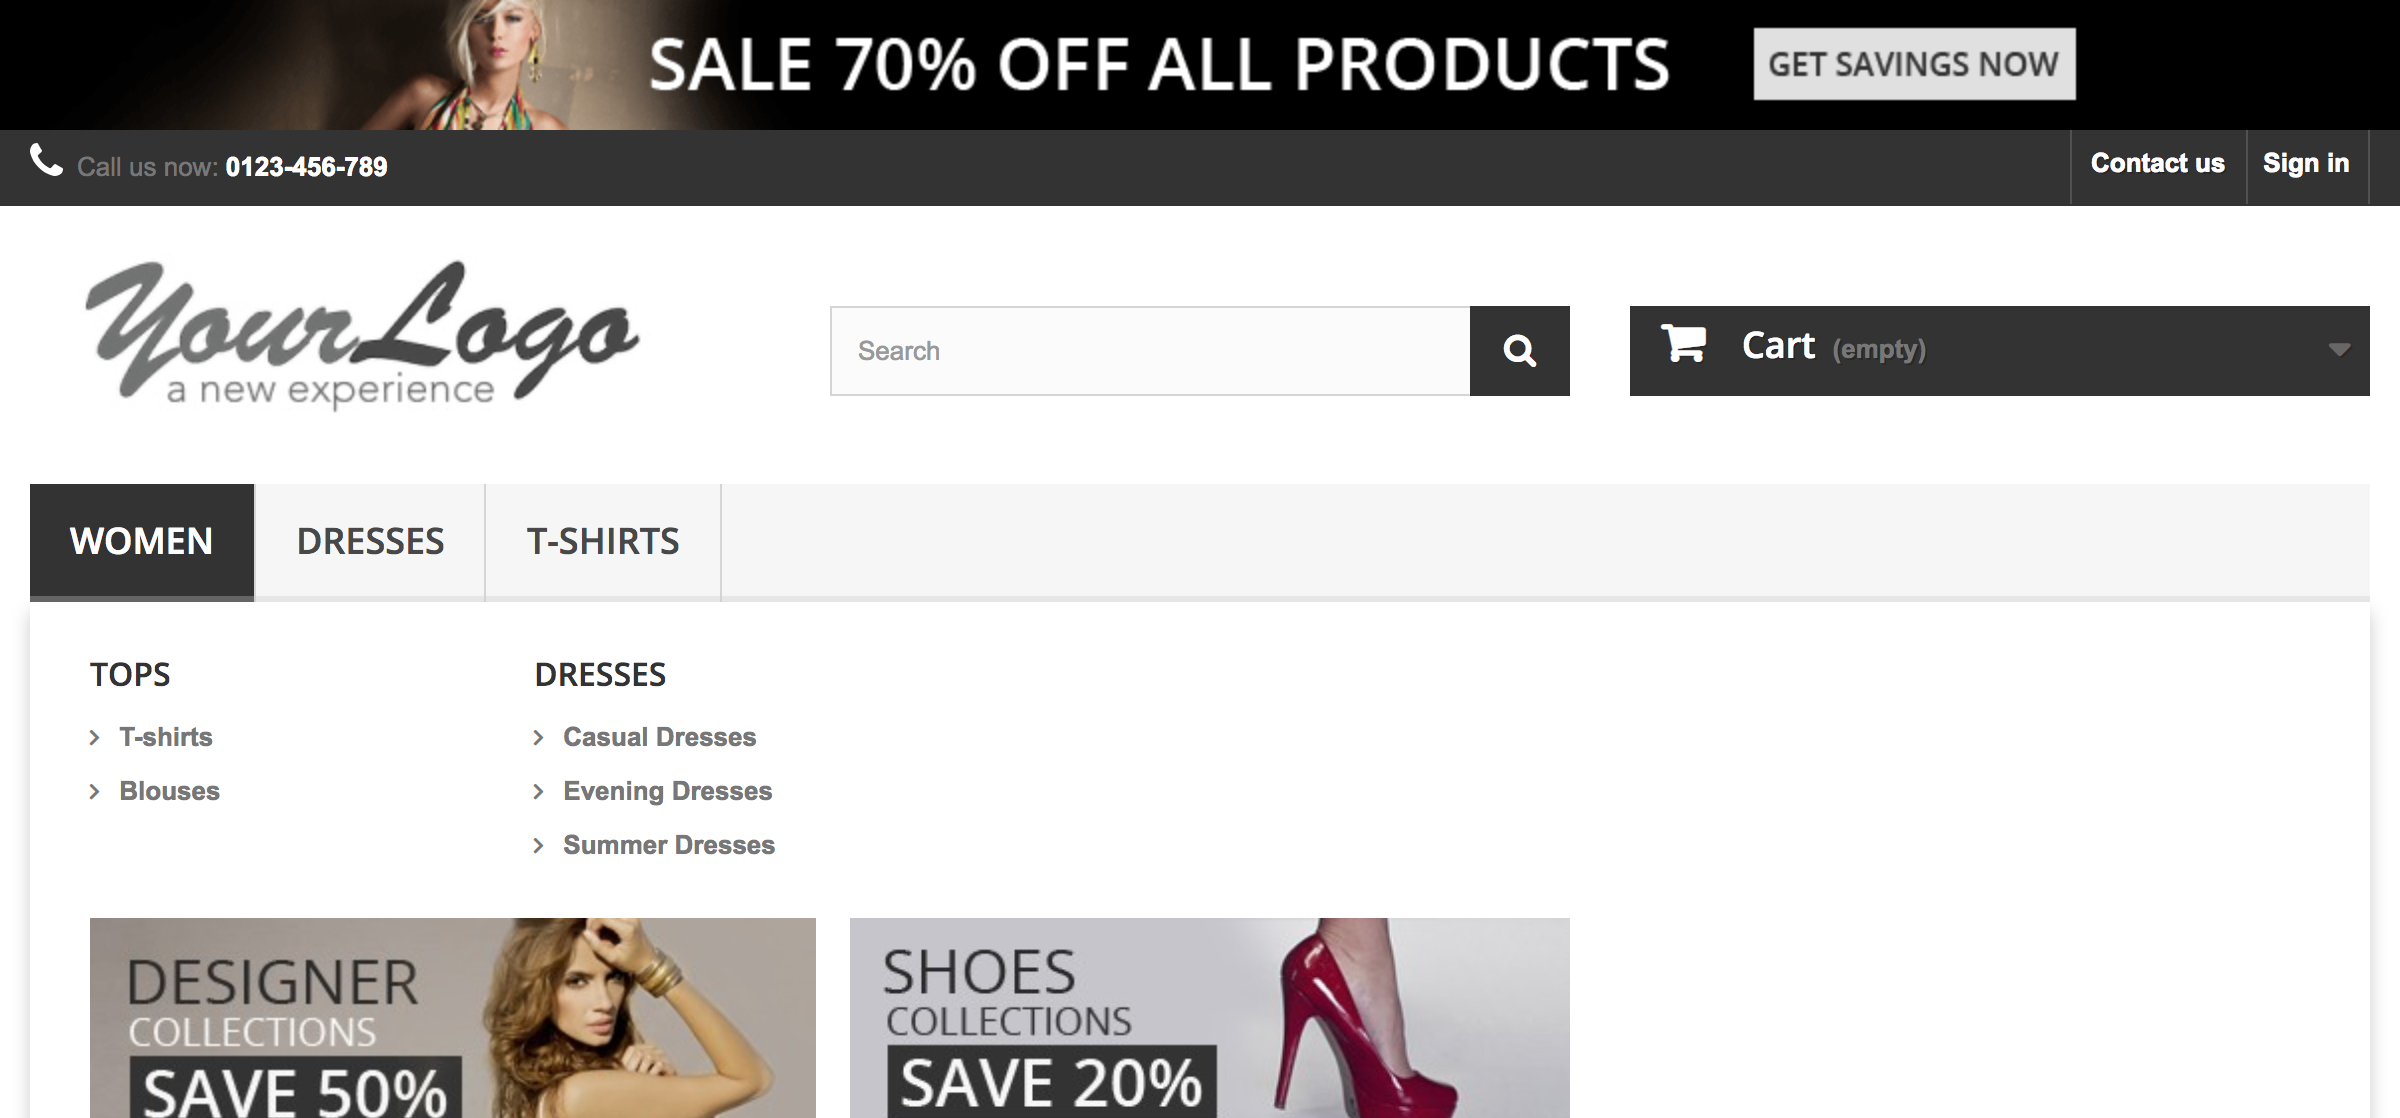 SALE 70% OFF ALL PRODUCTS
GET SAVINGS NOW
Call us now: 0123-456-789
Contact us
Sign in
Your Logo
a new experience
Search
Cart (empty)
WOMEN
DRESSES
T-SHIRTS
TOPS
T-shirts
Blouses
DRESSES
Casual Dresses
Evening Dresses
Summer Dresses
DESIGNER
COLLECTIONS
SAVE 50%
SHOES
COLLECTIONS
SAVE 20%